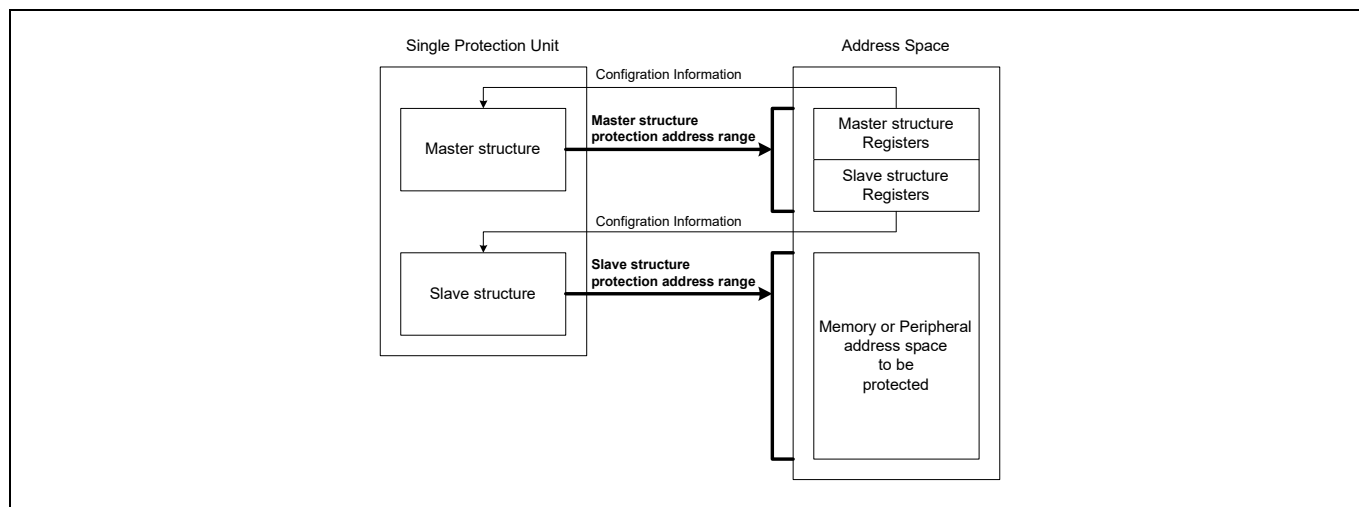 Single Protection Unit
Address Space
Configration Information
Master structure
Master structure
protection address range
Master structure
Registers
Slave structure
Registers
Configration Information
Slave structure
Slave structure
protection address range
Memory or Peripheral
address space
to be
protected